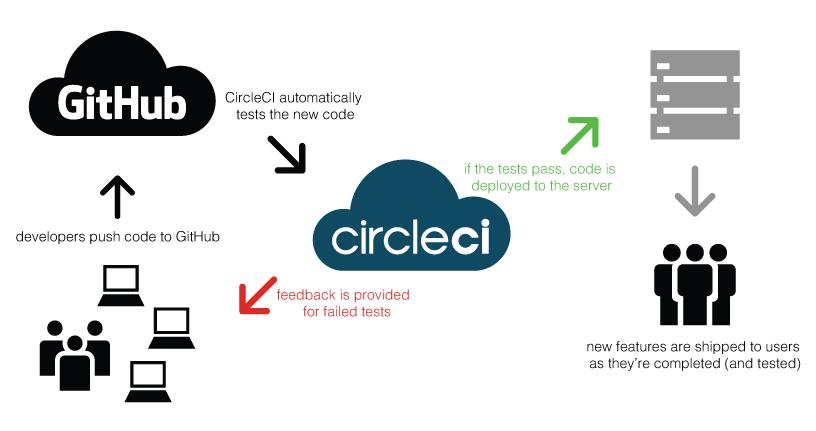 GitHub
CircleCI automatically
tests the new code
if the tests pass, code is
deployed to the server
circleci
developers push code to GitHub
feedback is provided
for failed tests
new features are shipped to users
as they're completed (and tested)